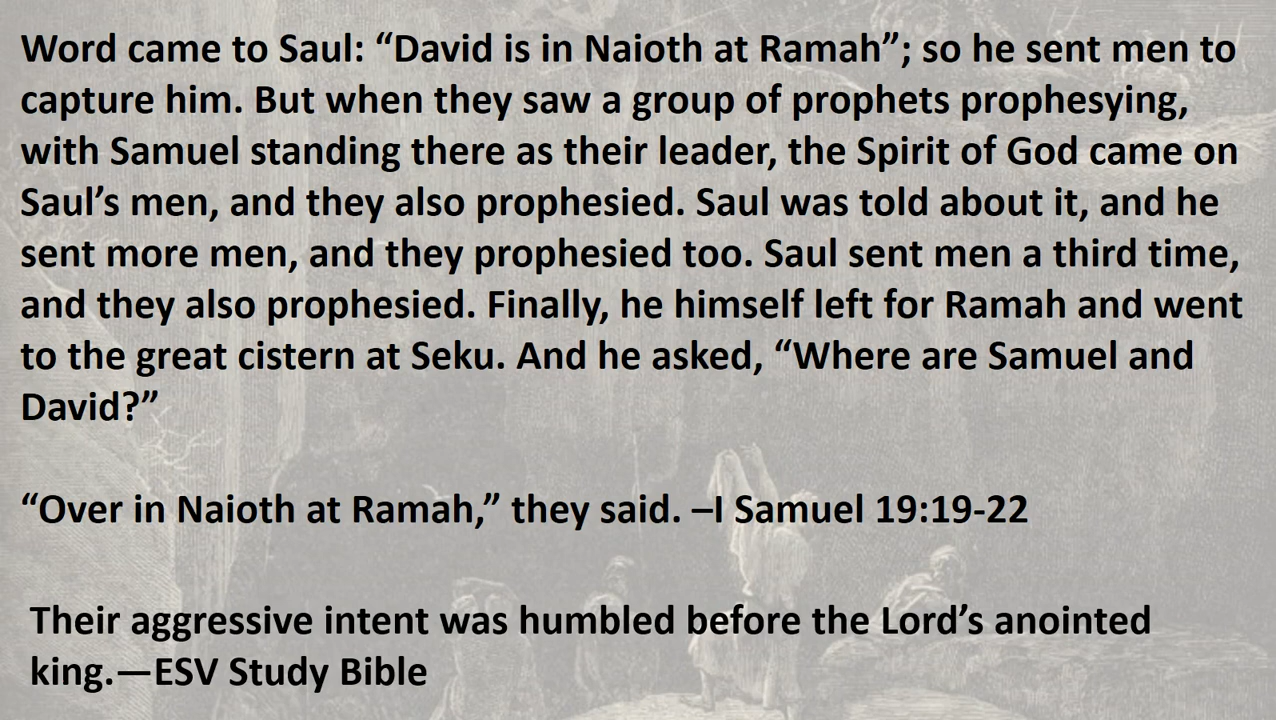 Word came to Saul: “David is in Naioth at Ramah”; so he sent men to
capture him. But when they saw a group of prophets prophesying,
with Samuel standing there as their leader, the Spirit of God came on
Saul’s men, and they also prophesied. Saul was told about it, and he
sent more men, and they prophesied too. Saul sent men a third time,
and they also prophesied. Finally, he himself left for Ramah and went
to the great cistern at Seku. And he asked, “Where are Samuel and
David?”
“Over in Naioth at Ramah,” they said. –I Samuel 19:19-22
Their aggressive intent was humbled before the Lord’s anointed
king.—ESV Study Bible